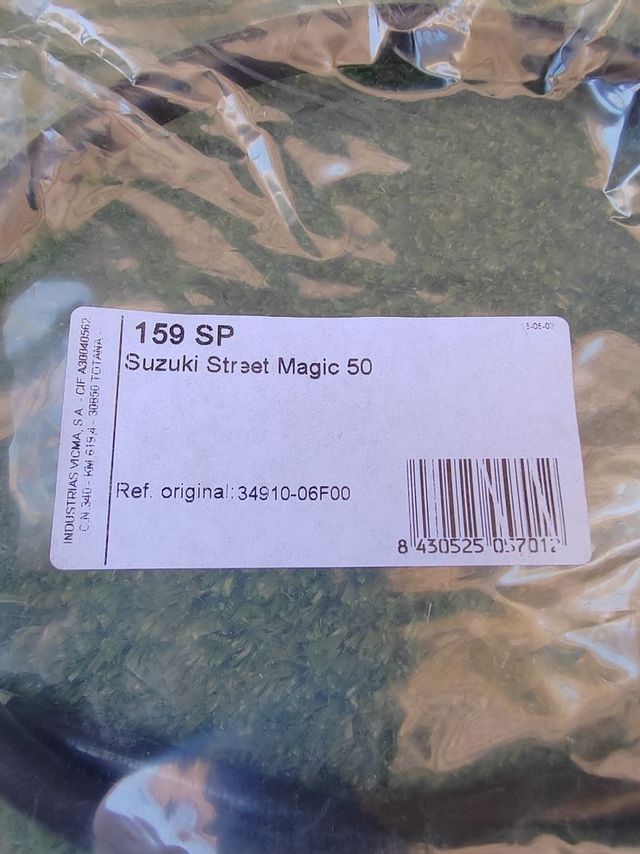 159 SP
Suzuki Street Magic 50
Ref. original: 34910-06F00
8 430525 057012
INDUSTRIAS VICMA, S.A. - CIF A30040562
C.N. 340 - KM 619,4 - 30850 TOTANA -